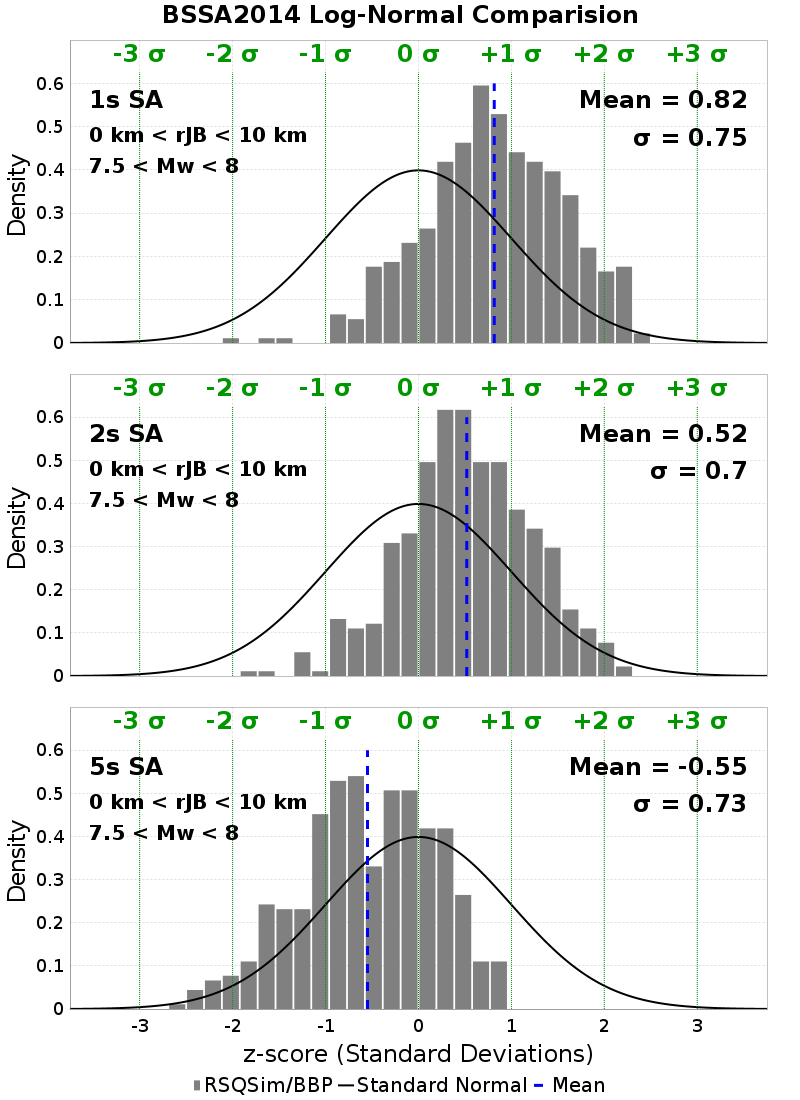 BSSA2014 Log-Normal Comparision
-3 σ -2 σ -1 σ 0 σ +1 σ +2 σ +3 σ
1s SA
Mean = 0.82
0 km < rJB < 10 km
σ = 0.75
7.5 < Mw < 8
Density
0.6
0.5
0.4
0.3
0.2
0.1
0
-3 σ -2 σ -1 σ 0 σ +1 σ +2 σ +3 σ
2s SA
Mean = 0.52
0 km < rJB < 10 km
σ = 0.7
7.5 < Mw < 8
Density
0.6
0.5
0.4
0.3
0.2
0.1
0
-3 σ -2 σ -1 σ 0 σ +1 σ +2 σ +3 σ
5s SA
Mean = -0.55
0 km < rJB < 10 km
σ = 0.73
7.5 < Mw < 8
Density
0.6
0.5
0.4
0.3
0.2
0.1
0
-3 -2 -1 0 1 2 3
z-score (Standard Deviations)
RSQSim/BBP Standard Normal Mean